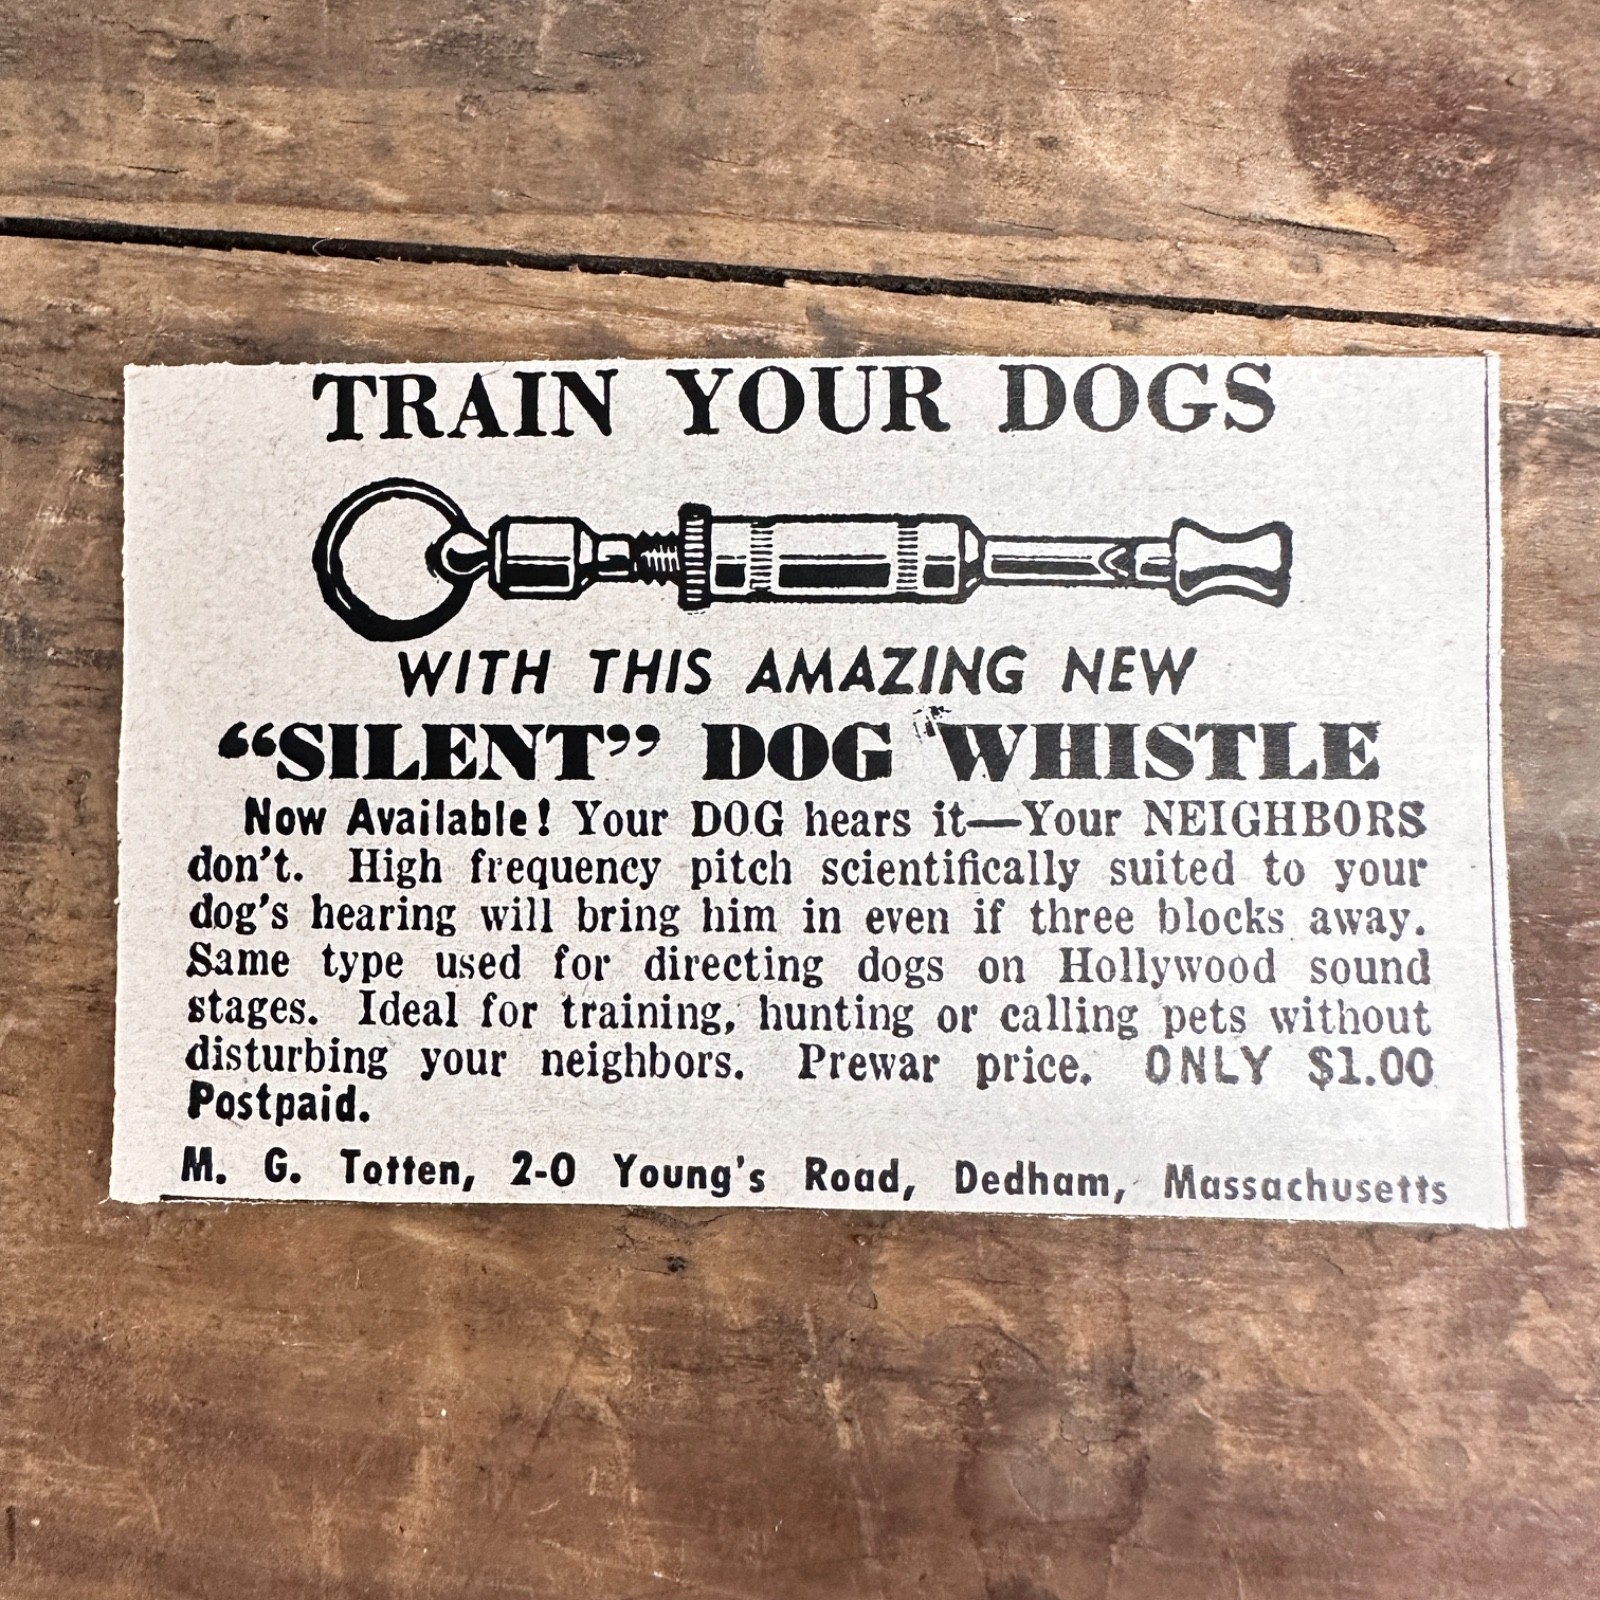 TRAIN YOUR DOGS
WITH THIS AMAZING NEW
“SILENT” DOG WHISTLE
Now Available! Your DOG hears it—Your NEIGHBORS
don't. High frequency pitch scientifically suited to your
dog's hearing will bring him in even if three blocks away.
Same type used for directing dogs on Hollywood sound
stages. Ideal for training, hunting or calling pets without
disturbing your neighbors. Prewar price. ONLY $1.00
Postpaid.
M. G. Totten, 2-O Young's Road, Dedham, Massachusetts